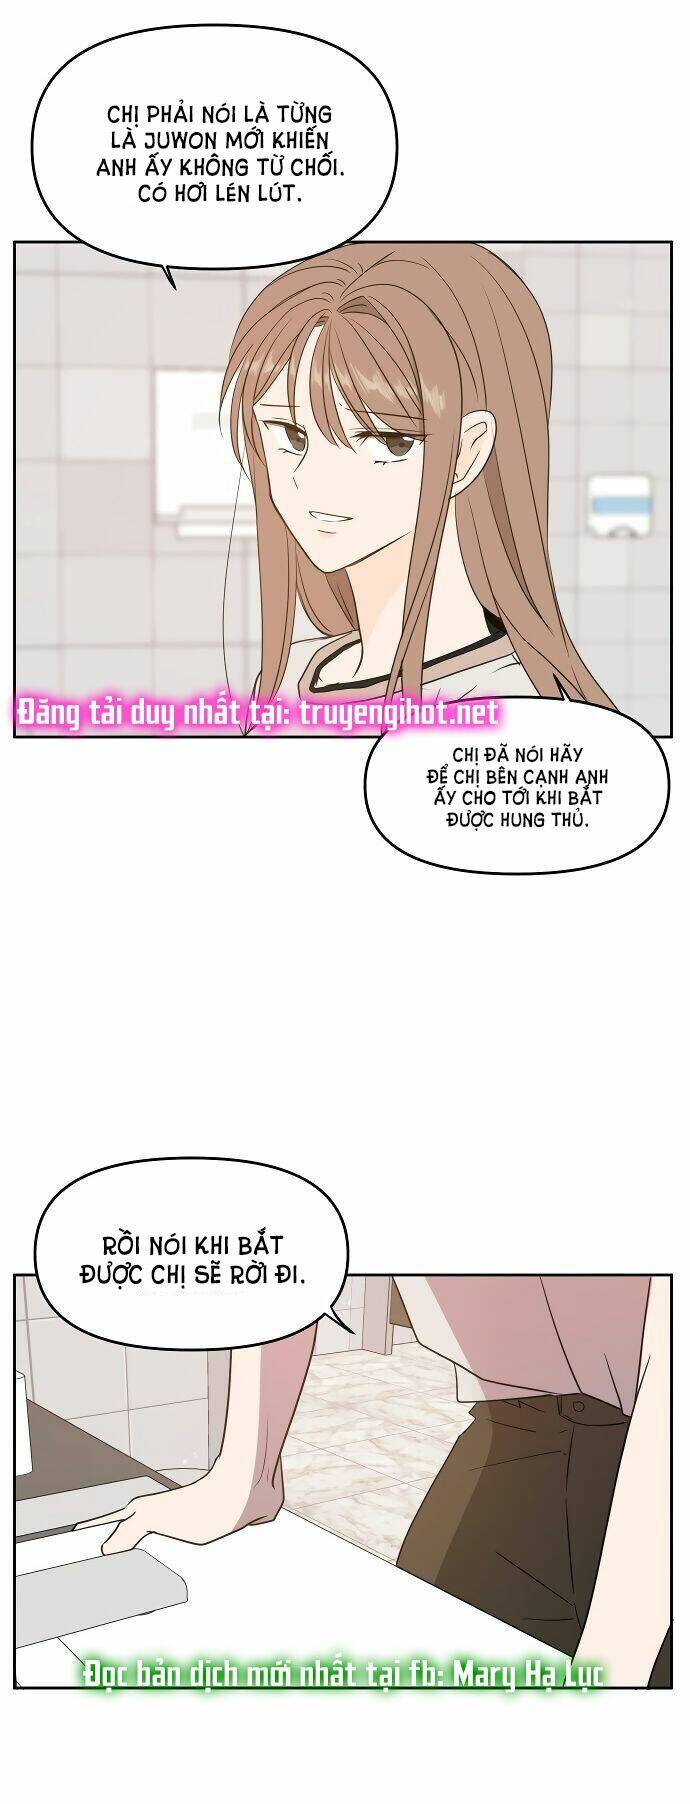 CHỊ PHẢI NÓI LÀ TỪNG
LÀ JUWON MỚI KHIẾN
ANH ẤY KHÔNG TỪ CHỐI.
CÓ HƠI LÉN LÚT.
Đăng tải duy nhất tại: truyengihot.net
CHỊ ĐÃ NÓI HÃY
ĐỂ CHỊ BÊN CẠNH ANH
ẤY CHO TỚI KHI BẮT
ĐƯỢC HUNG THỦ.
RỒI NÓI KHI BẮT
ĐƯỢC CHỊ SẼ RỜI ĐI.
Đọc bản dịch mới nhất tại fb: Mary Hạ Lục